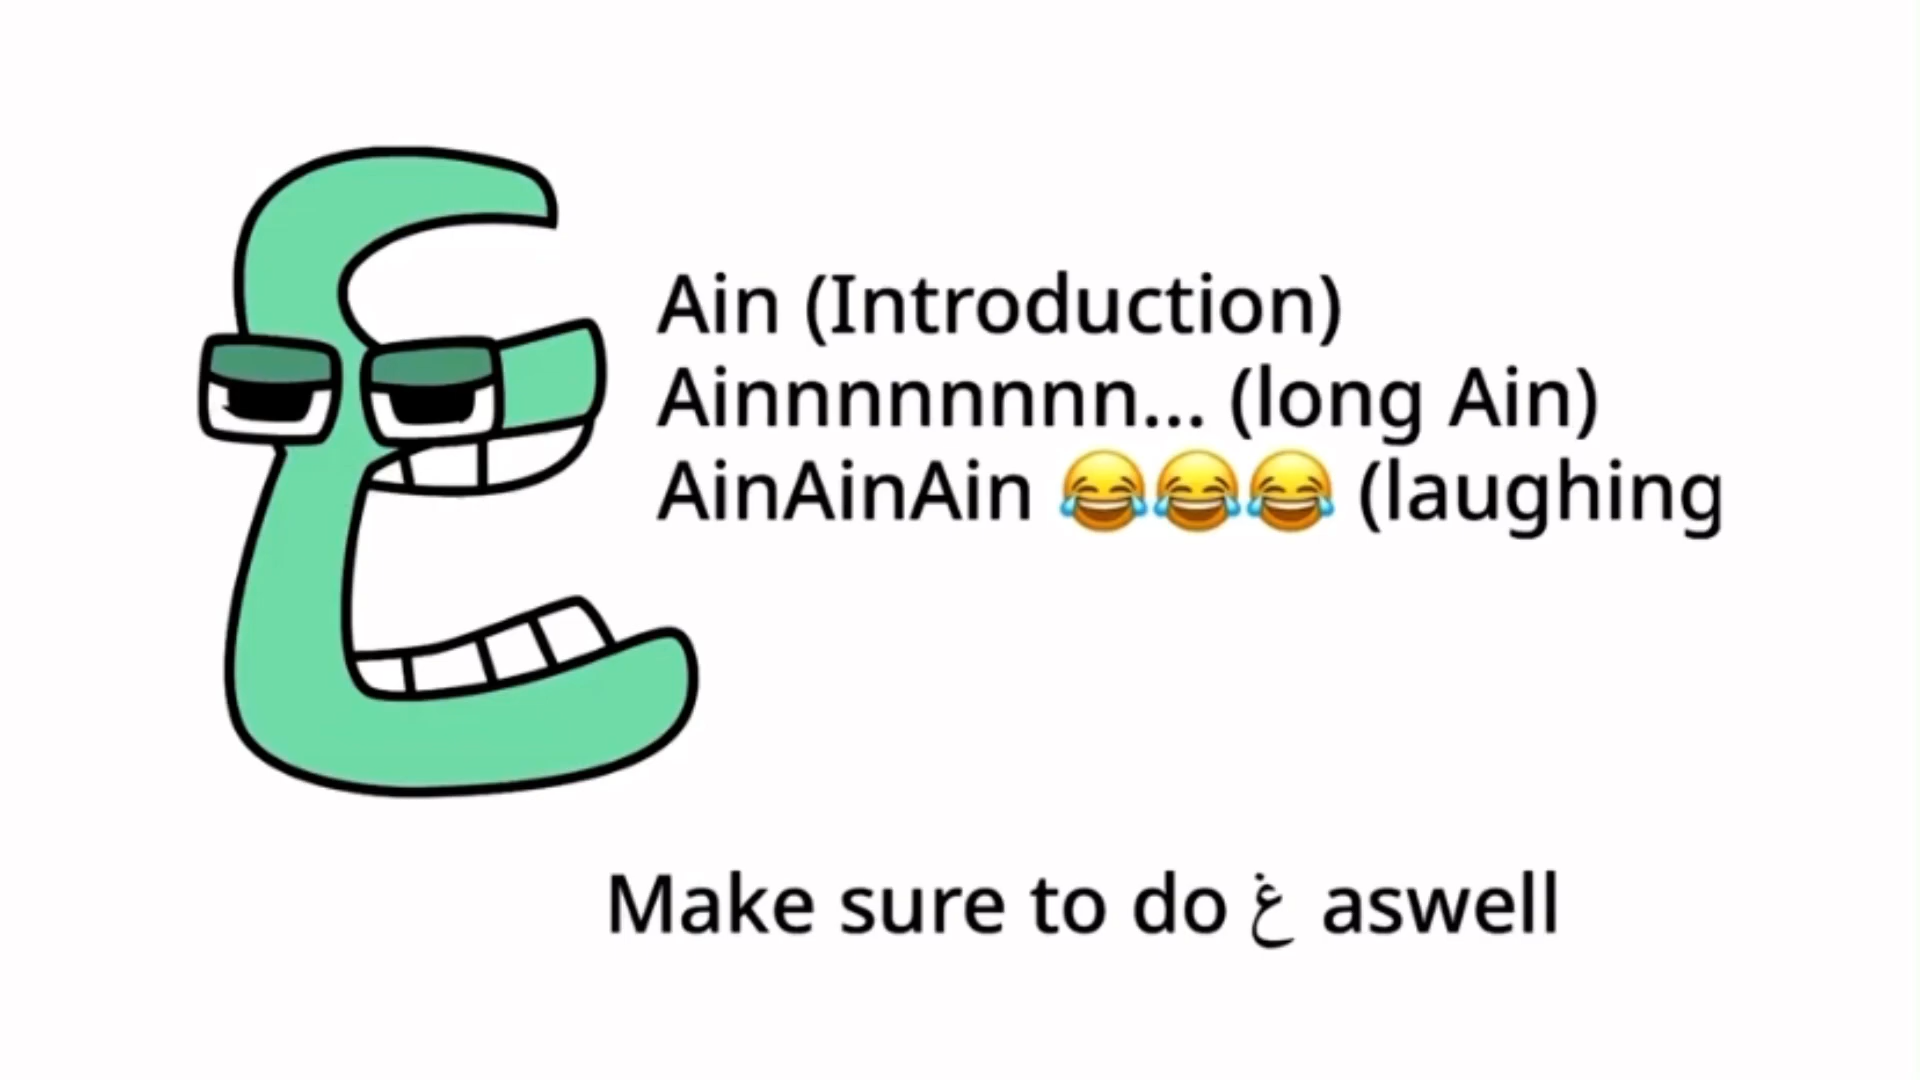 Ain (Introduction)
Ainnnnnnnn... (long Ain)
AinAinAin 😂😂😂 (laughing
Make sure to do غ aswell